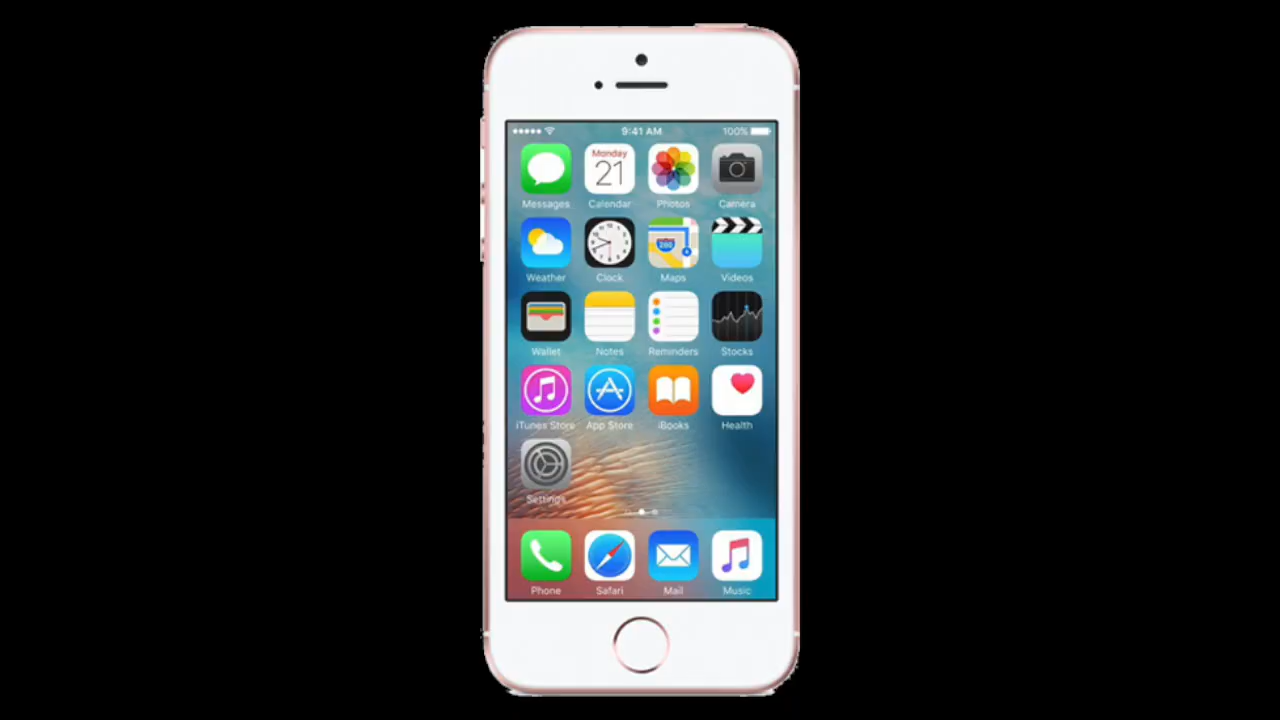 9:41 AM 100%
Monday
21
280
Messages Calendar Photos Camera
Weather Clock Maps Videos
Wallet Notes Reminders Stocks
iTunes Store App Store iBooks Health
Settings
Phone Safari Mail Music